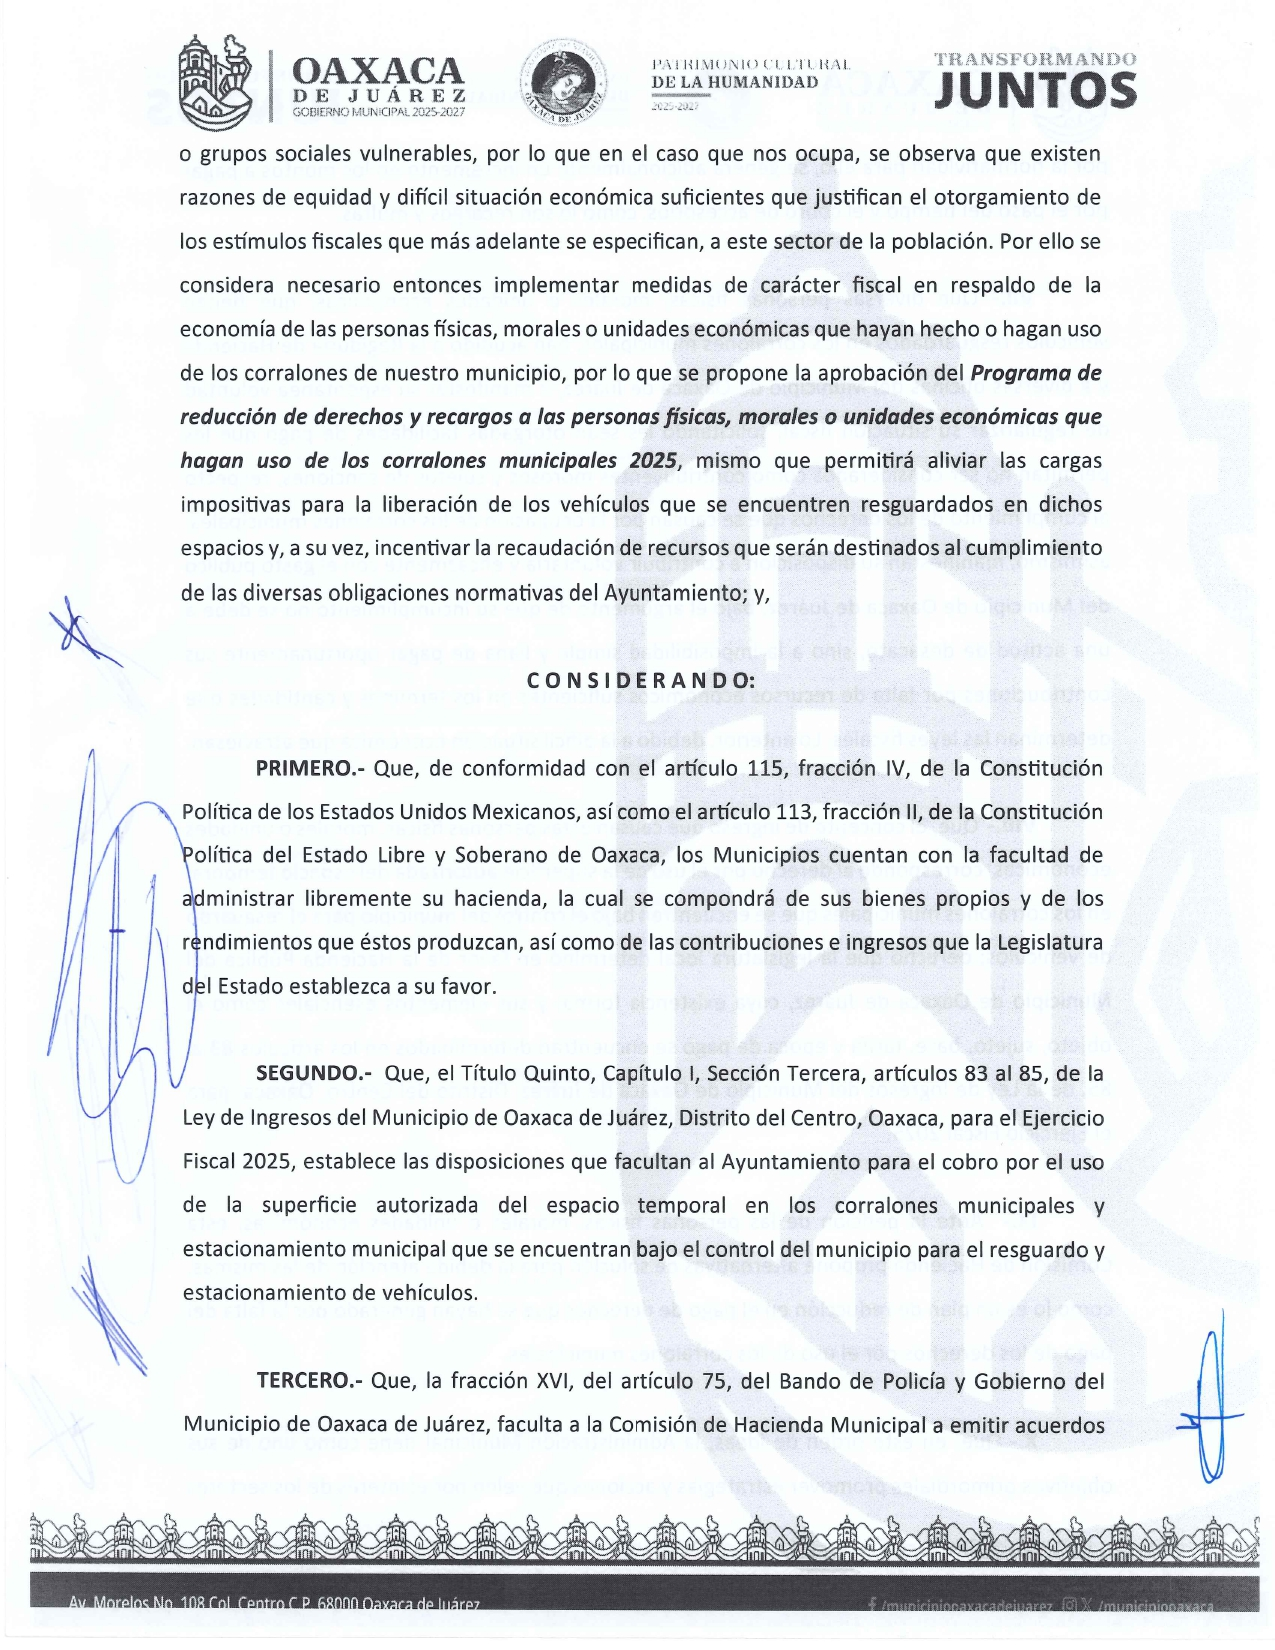 OAXACA
DE JUÁREZ
GOBIERNO MUNICIPAL 2025-2027
OAXACA DE JUÁREZ
PATRIMONIO CULTURAL
DE LA HUMANIDAD
2025-2027
TRANSFORMANDO
JUNTOS
o grupos sociales vulnerables, por lo que en el caso que nos ocupa, se observa que existen
razones de equidad y difícil situación económica suficientes que justifican el otorgamiento de
los estímulos fiscales que más adelante se especifican, a este sector de la población. Por ello se
considera necesario entonces implementar medidas de carácter fiscal en respaldo de la
economía de las personas físicas, morales o unidades económicas que hayan hecho o hagan uso
de los corralones de nuestro municipio, por lo que se propone la aprobación del Programa de
reducción de derechos y recargos a las personas físicas, morales o unidades económicas que
hagan uso de los corralones municipales 2025, mismo que permitirá aliviar las cargas
impositivas para la liberación de los vehículos que se encuentren resguardados en dichos
espacios y, a su vez, incentivar la recaudación de recursos que serán destinados al cumplimiento
de las diversas obligaciones normativas del Ayuntamiento; y,
CONSIDERANDO:
PRIMERO.- Que, de conformidad con el artículo 115, fracción IV, de la Constitución
Política de los Estados Unidos Mexicanos, así como el artículo 113, fracción II, de la Constitución
Política del Estado Libre y Soberano de Oaxaca, los Municipios cuentan con la facultad de
administrar libremente su hacienda, la cual se compondrá de sus bienes propios y de los
rendimientos que éstos produzcan, así como de las contribuciones e ingresos que la Legislatura
del Estado establezca a su favor.
SEGUNDO.- Que, el Título Quinto, Capítulo I, Sección Tercera, artículos 83 al 85, de la
Ley de Ingresos del Municipio de Oaxaca de Juárez, Distrito del Centro, Oaxaca, para el Ejercicio
Fiscal 2025, establece las disposiciones que facultan al Ayuntamiento para el cobro por el uso
de la superficie autorizada del espacio temporal en los corralones municipales y
estacionamiento municipal que se encuentran bajo el control del municipio para el resguardo y
estacionamiento de vehículos.
TERCERO.- Que, la fracción XVI, del artículo 75, del Bando de Policía y Gobierno del
Municipio de Oaxaca de Juárez, faculta a la Comisión de Hacienda Municipal a emitir acuerdos
Av. Morelos No. 108 Col. Centro C.P. 68000 Oaxaca de Juárez
/municipiooaxacadejuarez /municipiooaxaca